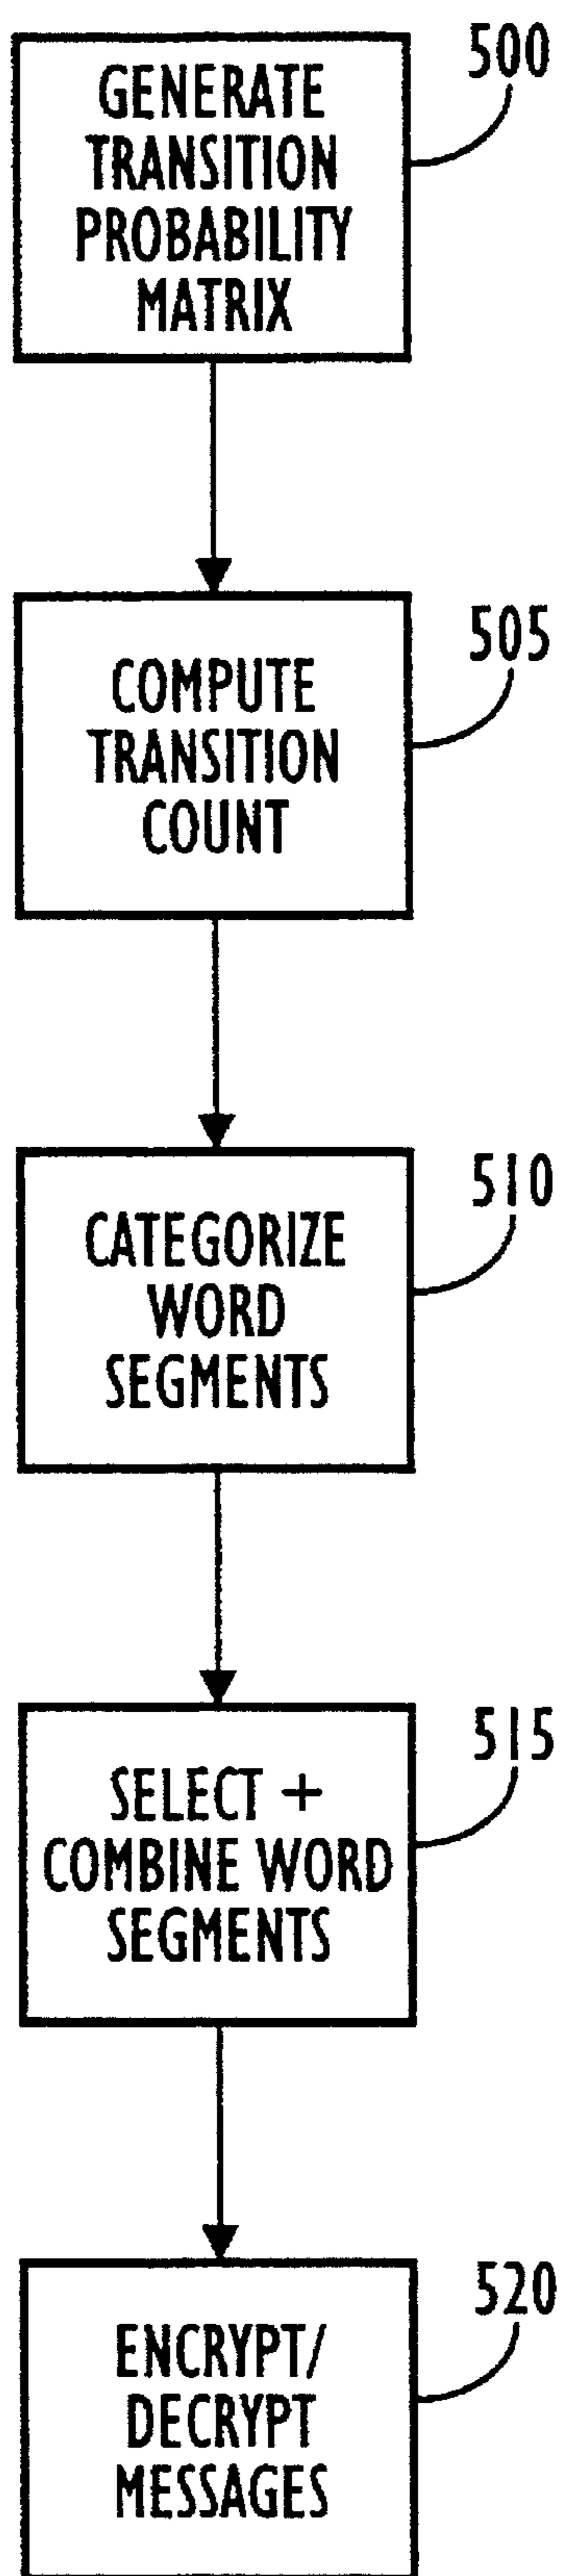 500
GENERATE
TRANSITION
PROBABILITY
MATRIX
505
COMPUTE
TRANSITION
COUNT
510
CATEGORIZE
WORD
SEGMENTS
515
SELECT +
COMBINE WORD
SEGMENTS
520
ENCRYPT/
DECRYPT
MESSAGES